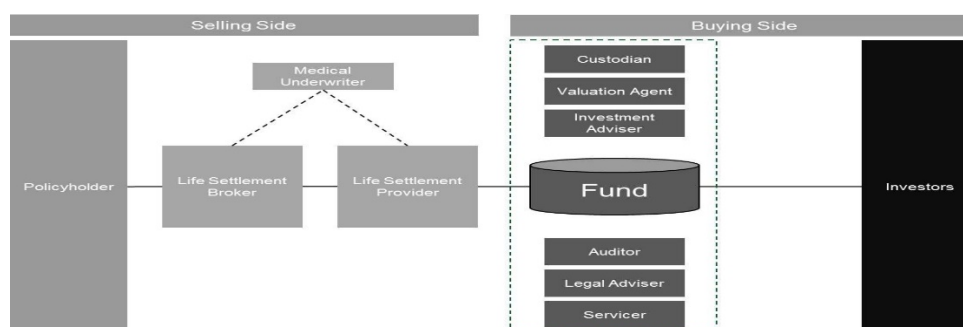 Selling Side
Buying Side
Medical
Underwriter
Custodian
Valuation Agent
Investment
Adviser
Policyholder
Life Settlement
Broker
Life Settlement
Provider
Fund
Investors
Auditor
Legal Adviser
Servicer